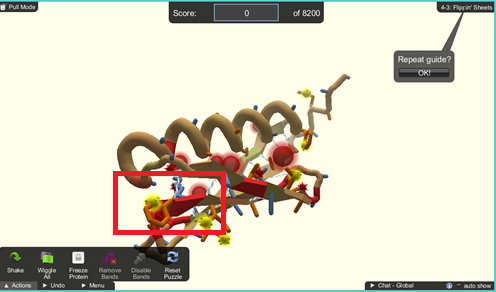 Pull Mode
Score: 0 of 8200
4-3: Flippin' Sheets
Repeat guide?
OK!
Shake
Wiggle All
Freeze Protein
Remove Bands
Disable Bands
Reset Puzzle
Actions Undo Menu
Chat - Global
auto show